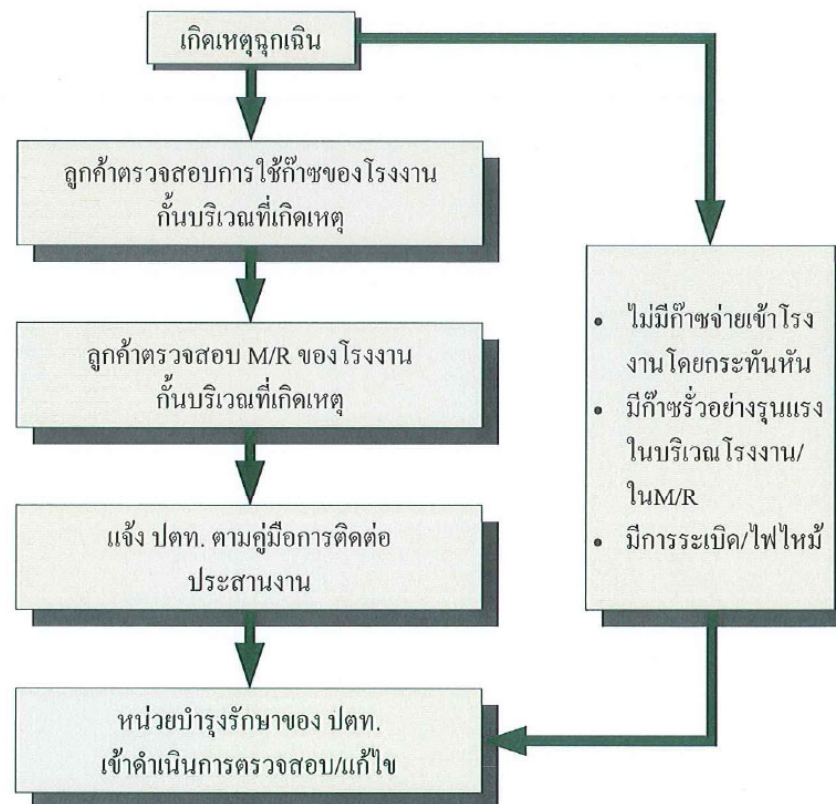 เกิดเหตุฉุกเฉิน
ลูกค้าตรวจสอบการใช้ก๊าซของโรงงาน
กั้นบริเวณที่เกิดเหตุ
ลูกค้าตรวจสอบ M/R ของโรงงาน
กั้นบริเวณที่เกิดเหตุ
แจ้ง ปตท. ตามคู่มือการติดต่อ
ประสานงาน
หน่วยบำรุงรักษาของ ปตท.
เข้าดำเนินการตรวจสอบ/แก้ไข
• ไม่มีก๊าซจ่ายเข้าโรง
งานโดยกระทันหัน
• มีก๊าซรั่วอย่างรุนแรง
ในบริเวณโรงงาน/
ในM/R
• มีการระเบิด/ไฟไหม้